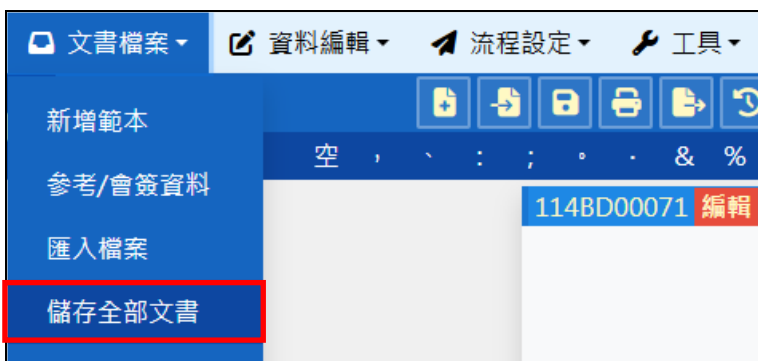 文書檔案 資料編輯 流程設定 工具
新增範本
空 , 、 : ; 。 . & %
參考/會簽資料
114BD00071 編輯
匯入檔案
儲存全部文書